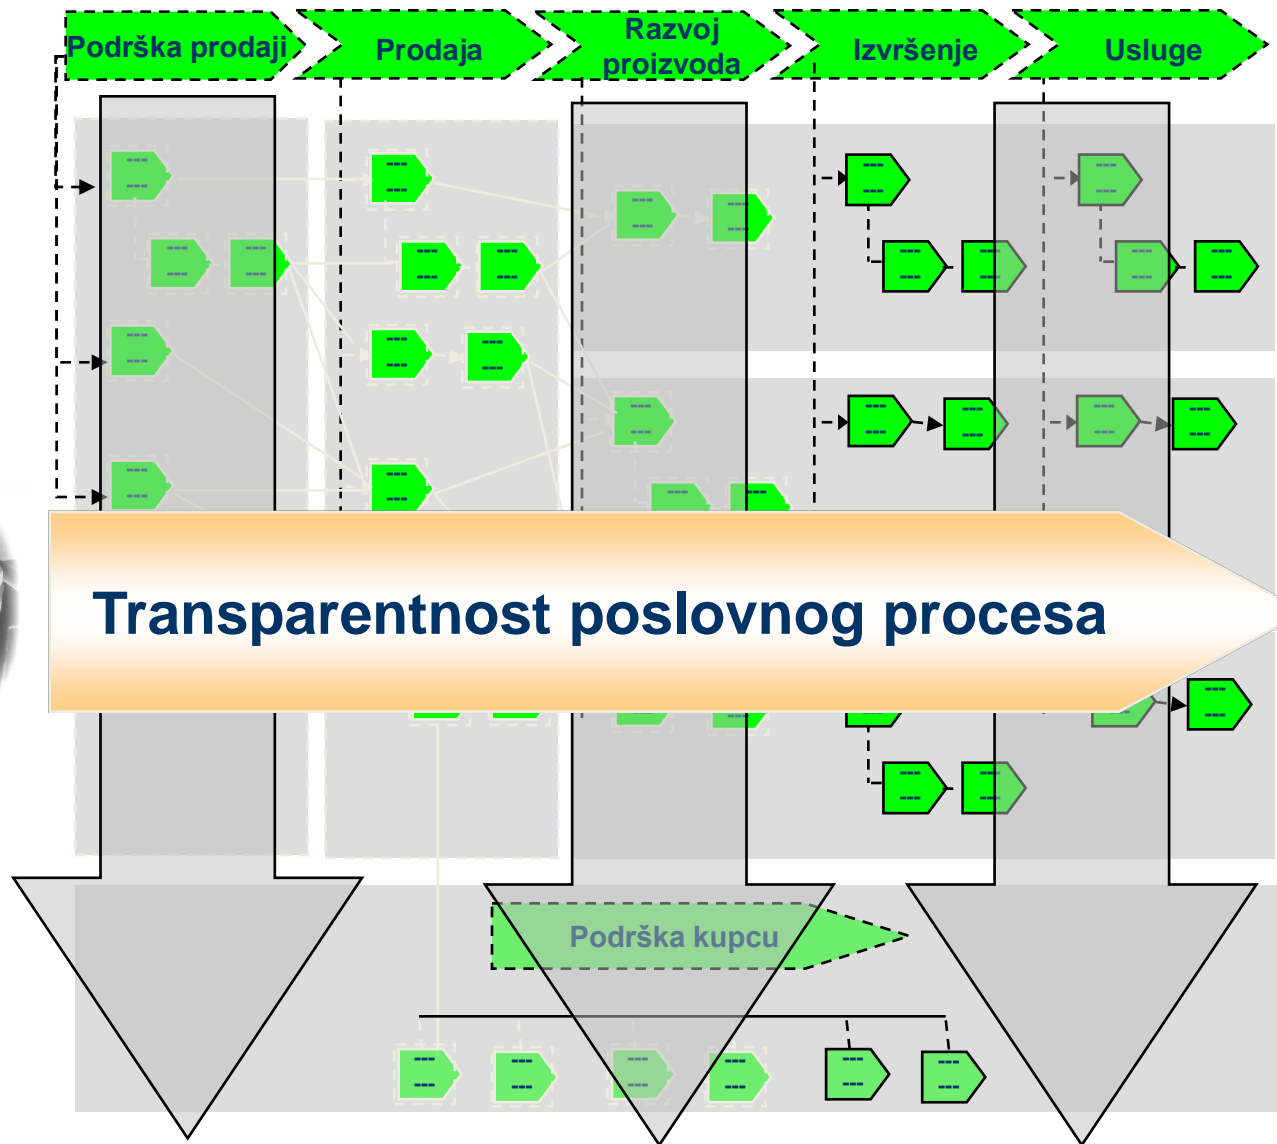 Podrška prodaji
Prodaja
Razvoj
proizvoda
Izvršenje
Usluge
Transparentnost poslovnog procesa
Podrška kupcu